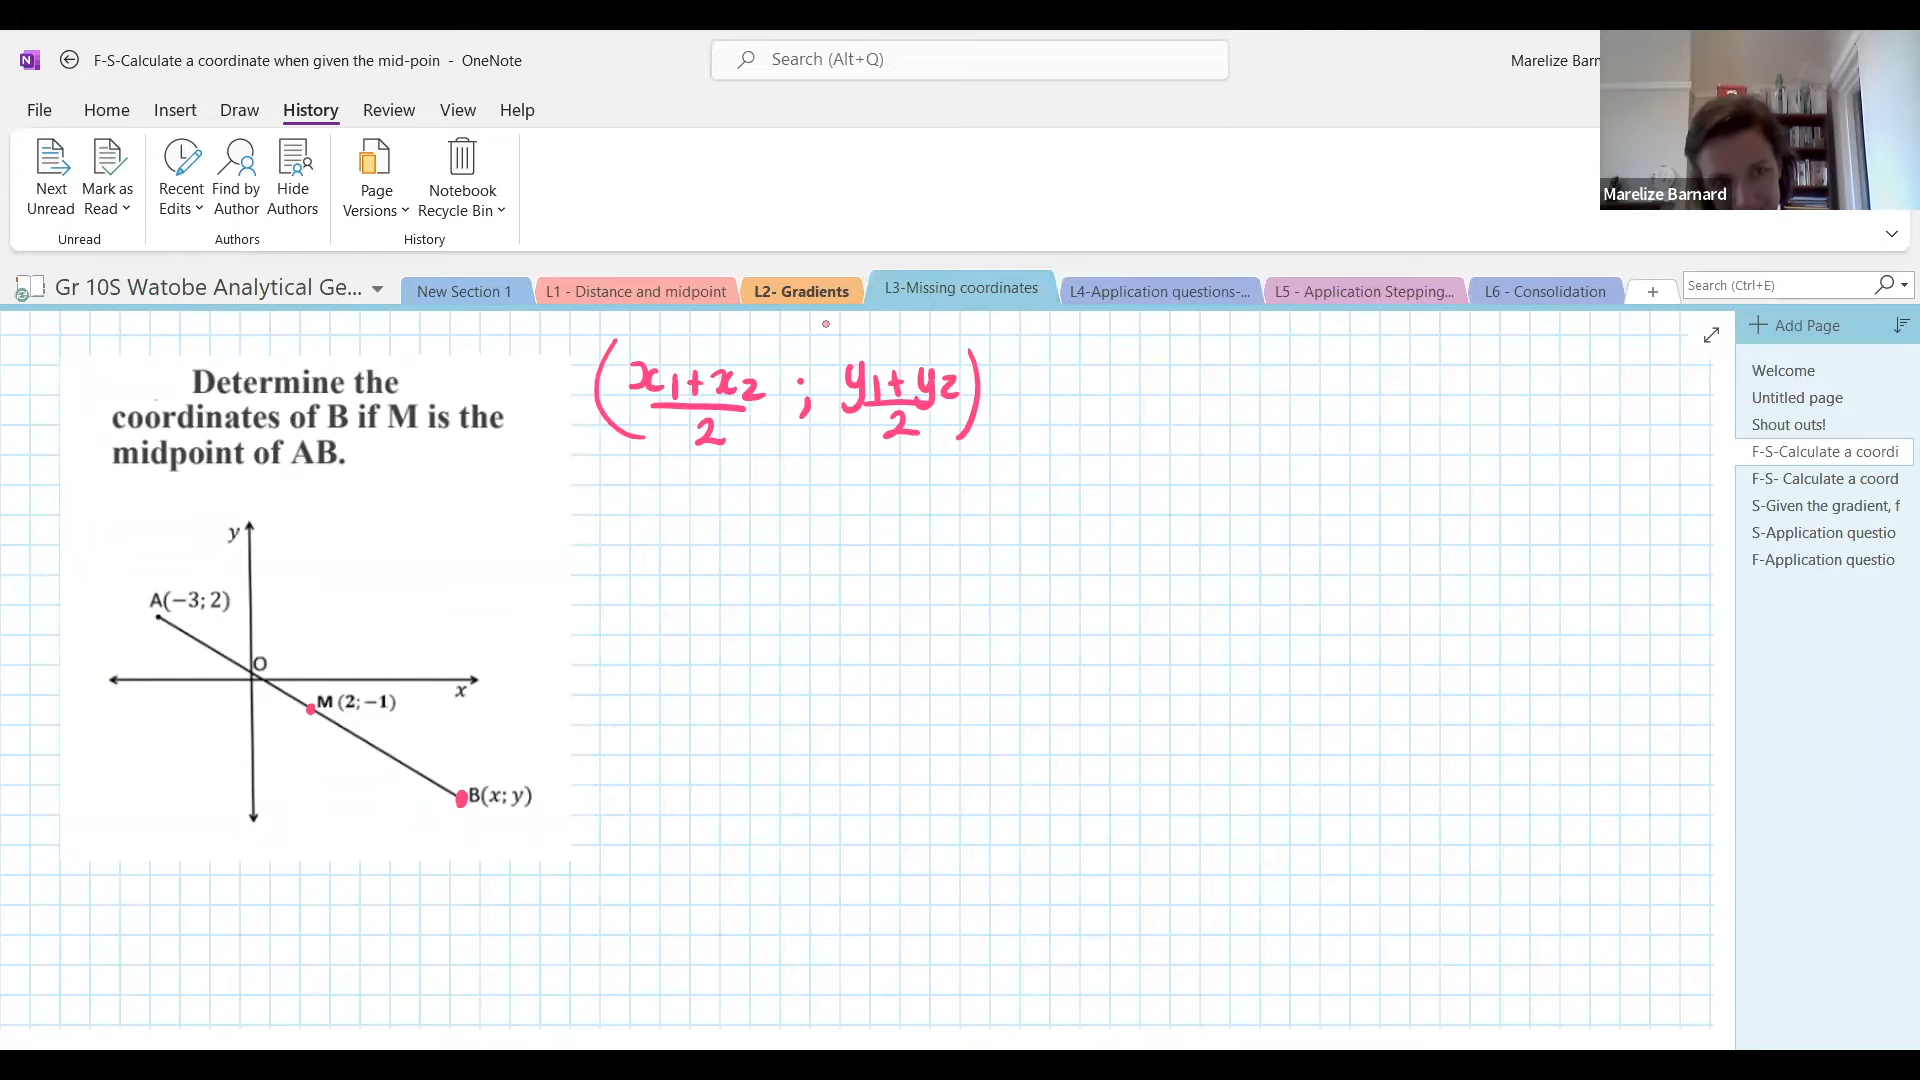 F-S-Calculate a coordinate when given the mid-poin - OneNote
Search (Alt+Q)
Marelize Barn
File Home Insert Draw History Review View Help
Next Unread
Mark as Read
Recent Edits
Find by Author
Hide Authors
Page Versions
Notebook Recycle Bin
Unread
Authors
History
Marelize Barnard
Gr 10S Watobe Analytical Ge...
New Section 1
L1 - Distance and midpoint
L2- Gradients
L3-Missing coordinates
L4-Application questions-...
L5 - Application Stepping...
L6 - Consolidation
+
Search (Ctrl+E)
Add Page
Welcome
Untitled page
Shout outs!
F-S-Calculate a coordi
F-S- Calculate a coord
S-Given the gradient, f
S-Application questio
F-Application questio
Determine the
coordinates of B if M is the
midpoint of AB.
(x1+x2/2 ; y1+y2/2)
y
A(−3; 2)
O
x
M (2; −1)
B(x; y)